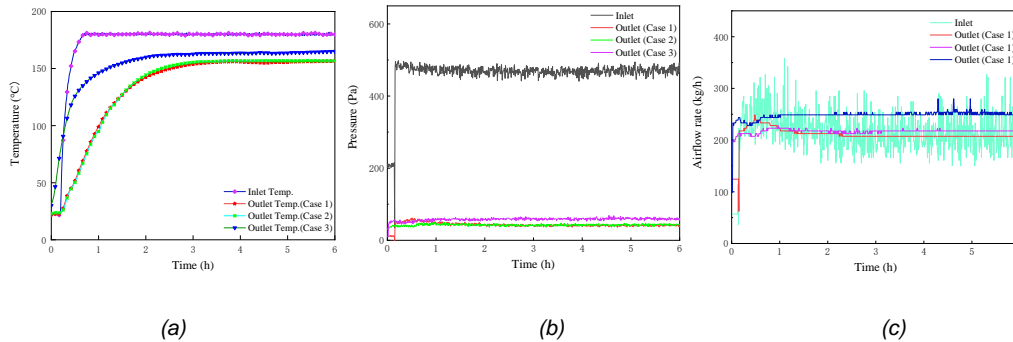 200
150
100
50
0
Temperature (°C)
Inlet Temp.
Outlet Temp.(Case 1)
Outlet Temp.(Case 2)
Outlet Temp.(Case 3)
0 1 2 3 4 5 6
Time (h)
(a)
600
400
200
0
Pressure (Pa)
Inlet
Outlet (Case 1)
Outlet (Case 2)
Outlet (Case 3)
0 1 2 3 4 5 6
Time (h)
(b)
400
300
200
100
0
Airflow rate (kg/h)
Inlet
Outlet (Case 1)
Outlet (Case 1)
Outlet (Case 1)
0 1 2 3 4 5
Time (h)
(c)